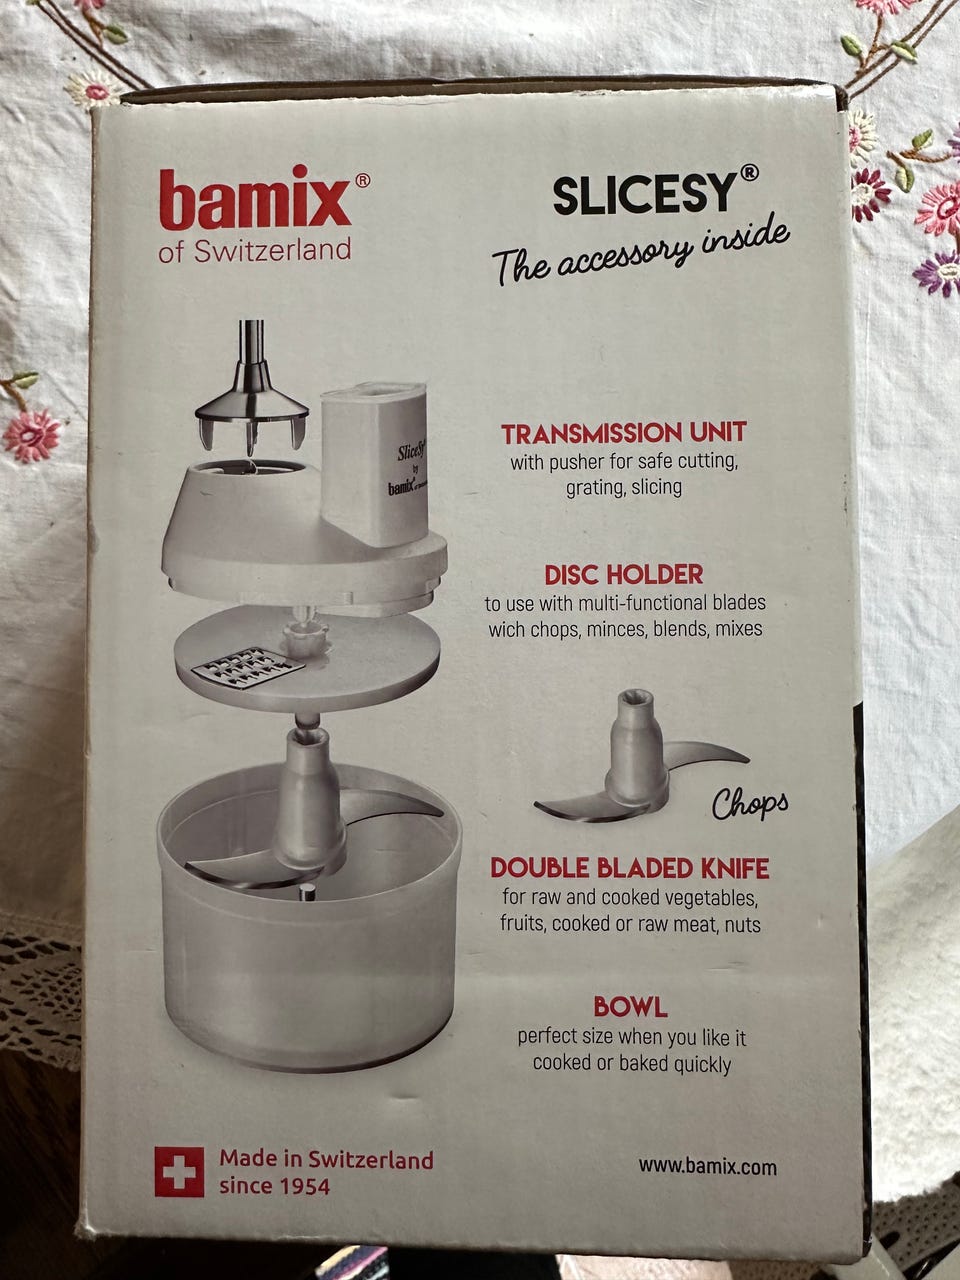 bamix®
of Switzerland
SLICESY®
The accessory inside
SliceSy®
by
bamix®
TRANSMISSION UNIT
with pusher for safe cutting,
grating, slicing
DISC HOLDER
to use with multi-functional blades
wich chops, minces, blends, mixes
Chops
DOUBLE BLADED KNIFE
for raw and cooked vegetables,
fruits, cooked or raw meat, nuts
BOWL
perfect size when you like it
cooked or baked quickly
Made in Switzerland
since 1954
www.bamix.com